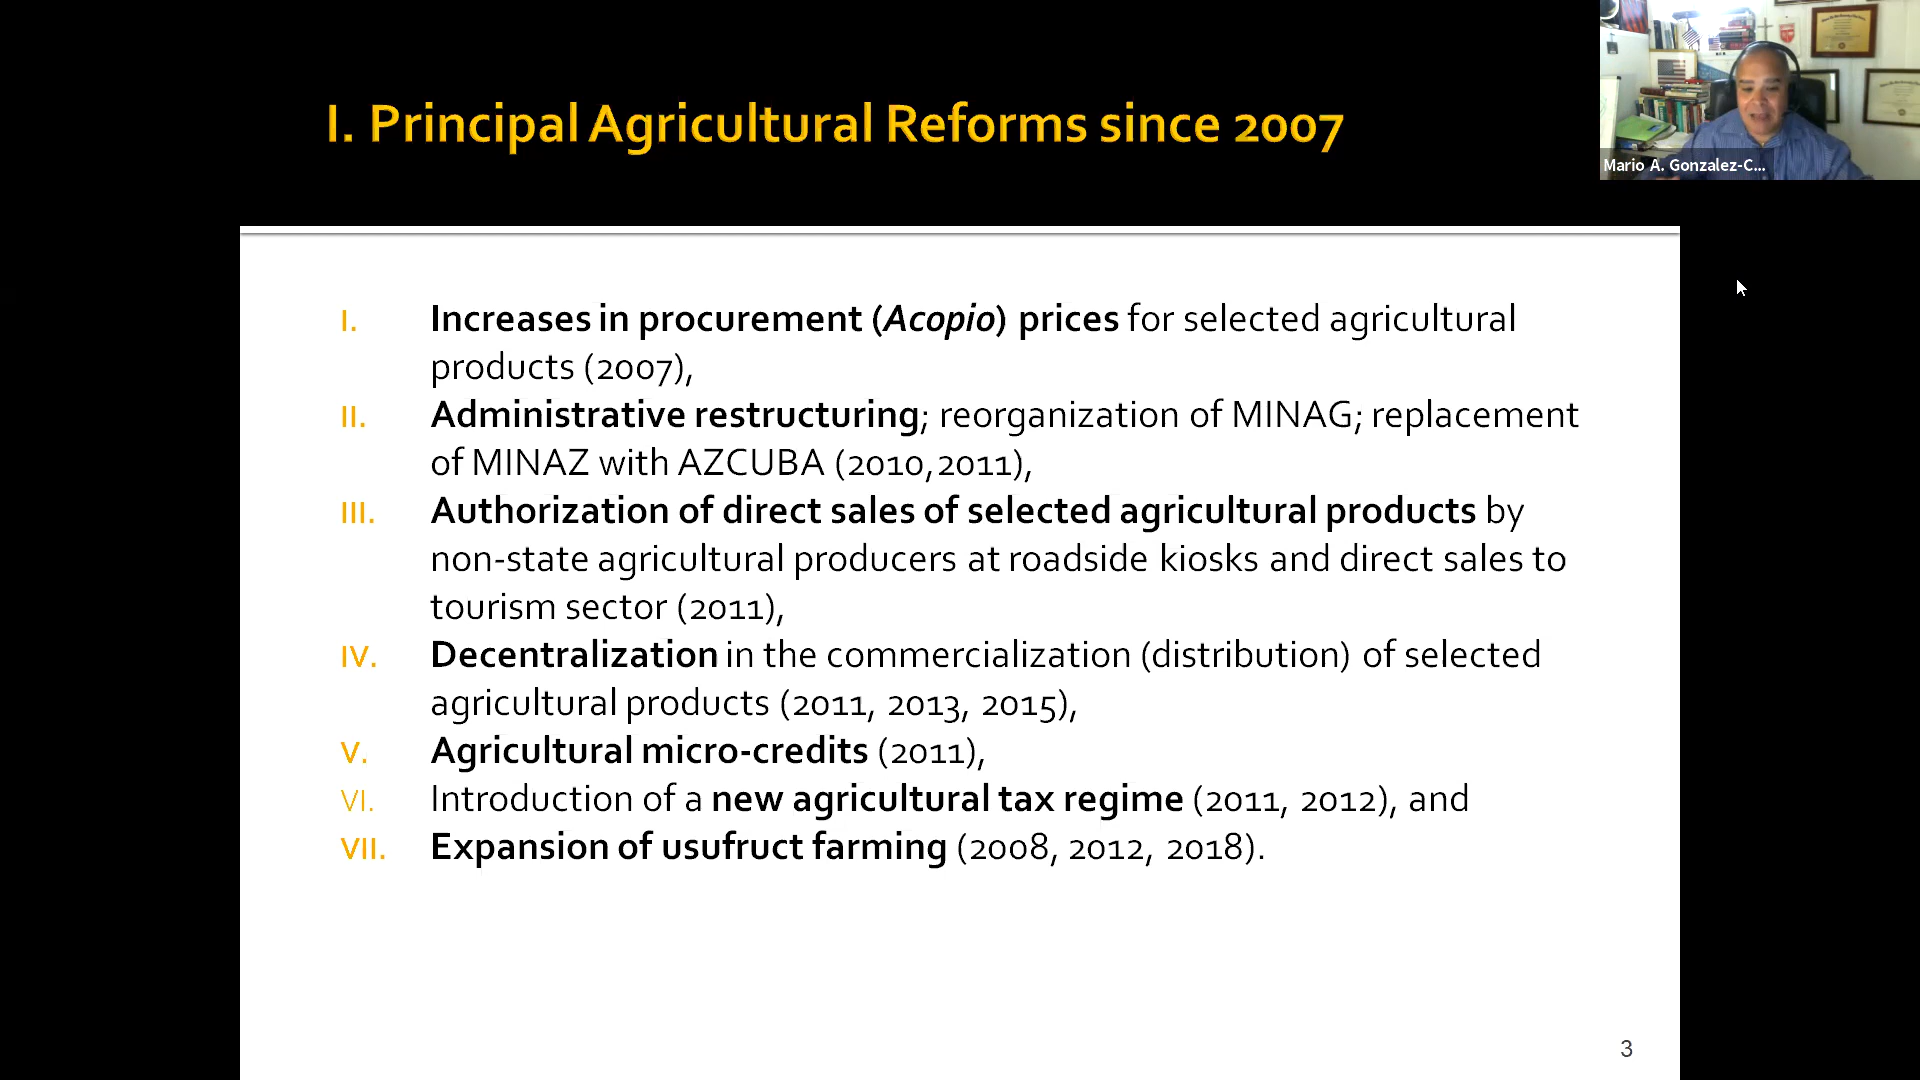 I. Principal Agricultural Reforms since 2007
Mario A. Gonzalez-C...
I. Increases in procurement (Acopio) prices for selected agricultural
products (2007),
II. Administrative restructuring; reorganization of MINAG; replacement
of MINAZ with AZCUBA (2010,2011),
III. Authorization of direct sales of selected agricultural products by
non-state agricultural producers at roadside kiosks and direct sales to
tourism sector (2011),
IV. Decentralization in the commercialization (distribution) of selected
agricultural products (2011, 2013, 2015),
V. Agricultural micro-credits (2011),
VI. Introduction of a new agricultural tax regime (2011, 2012), and
VII. Expansion of usufruct farming (2008, 2012, 2018).
3